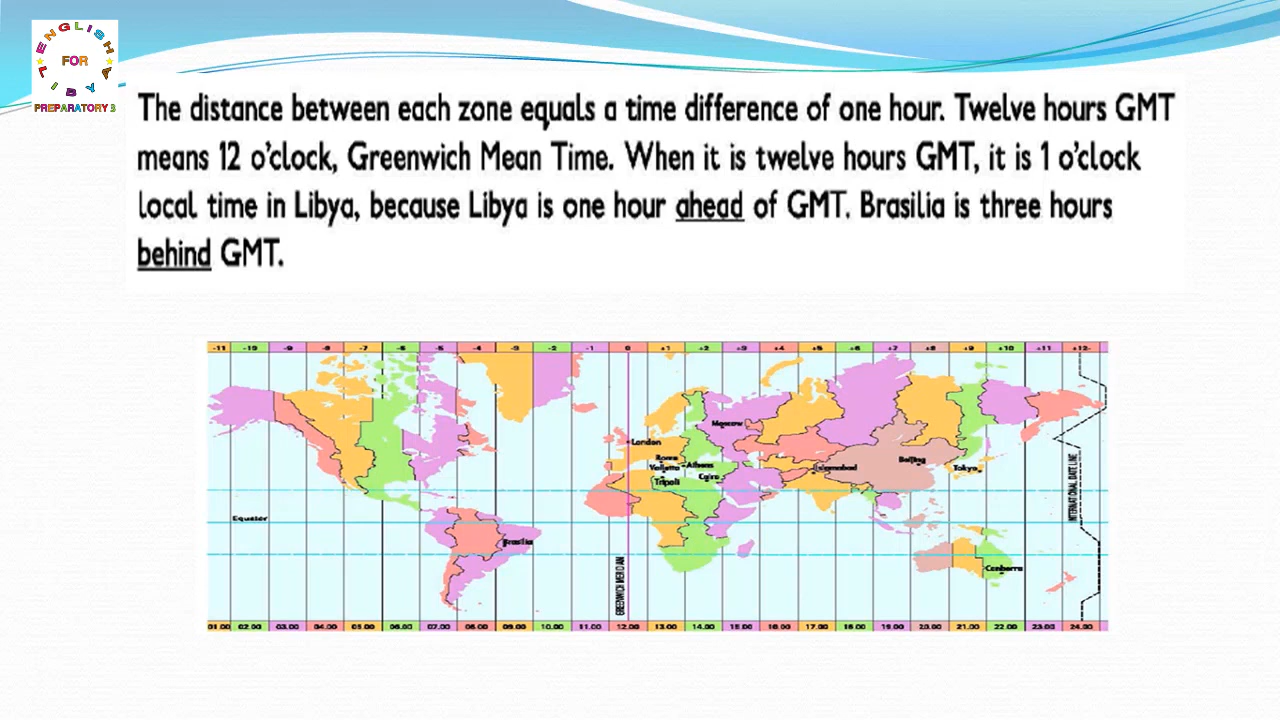 ENGLISH
FOR
LIBYA
PREPARATORY 3
The distance between each zone equals a time difference of one hour. Twelve hours GMT
means 12 o'clock, Greenwich Mean Time. When it is twelve hours GMT, it is 1 o'clock
local time in Libya, because Libya is one hour ahead of GMT. Brasilia is three hours
behind GMT.
-11 -10 -9 -8 -7 -6 -5 -4 -3 -2 -1 0 +1 +2 +3 +4 +5 +6 +7 +8 +9 +10 +11 +12-
Moscow
London
Rome
Valletta Athens
Tripoli Cairo
Islamabad
Beijing
Tokyo
INTERNATIONAL DATE LINE
Equator
Brasilia
Canberra
GREENWICH MERIDIAN
01.00 02.00 03.00 04.00 05.00 06.00 07.00 08.00 09.00 10.00 11.00 12.00 13.00 14.00 15.00 16.00 17.00 18.00 19.00 20.00 21.00 22.00 23.00 24.00